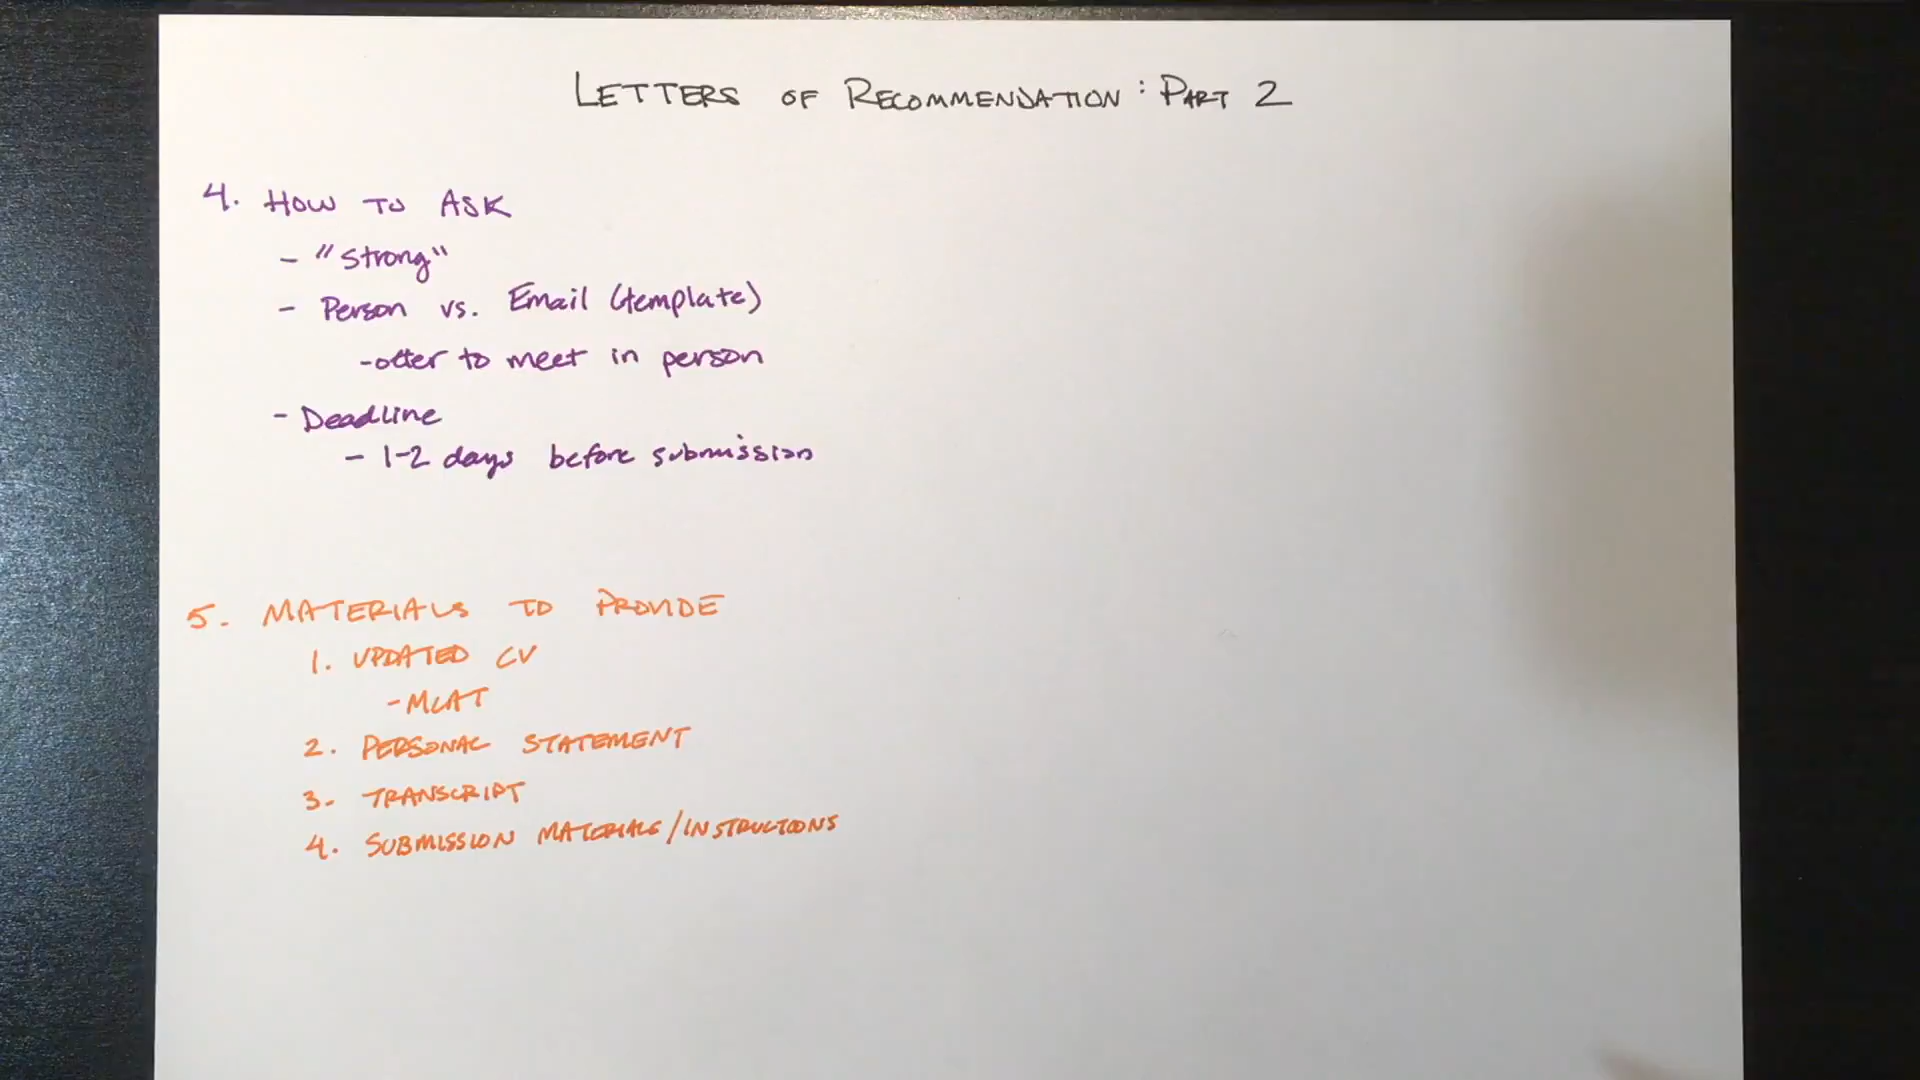 LETTERS OF RECOMMENDATION: PART 2
4. HOW TO ASK
- "Strong"
- Person vs. Email (template)
- offer to meet in person
- Deadline
- 1-2 days before submission
5. MATERIALS TO PROVIDE
1. UPDATED CV
- MCAT
2. PERSONAL STATEMENT
3. TRANSCRIPT
4. SUBMISSION MATERIALS/INSTRUCTIONS